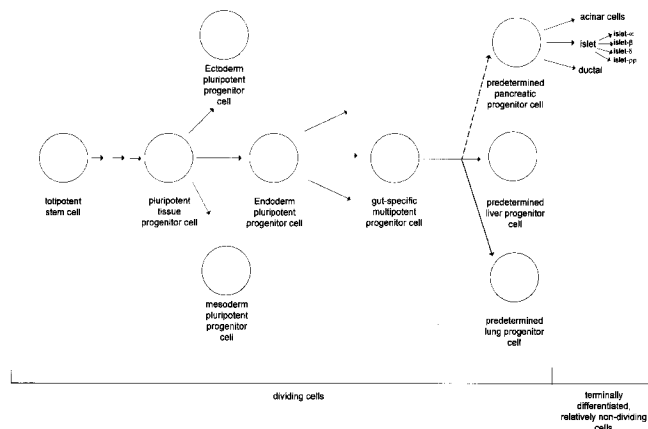 Ectoderm
pluripotent
progenitor
cell
acinar cells
islet
islet-α
islet-β
islet-δ
islet-pp
ductal
predetermined
pancreatic
progenitor cell
totipotent
stem cell
pluripotent
tissue
progenitor cell
Endoderm
pluripotent
progenitor cell
gut-specific
multipotent
progenitor cell
predetermined
liver progenitor
cell
mesoderm
pluripotent
progenitor
cell
predetermined
lung progenitor
cell
dividing cells
terminally
differentiated,
relatively non-dividing
cells